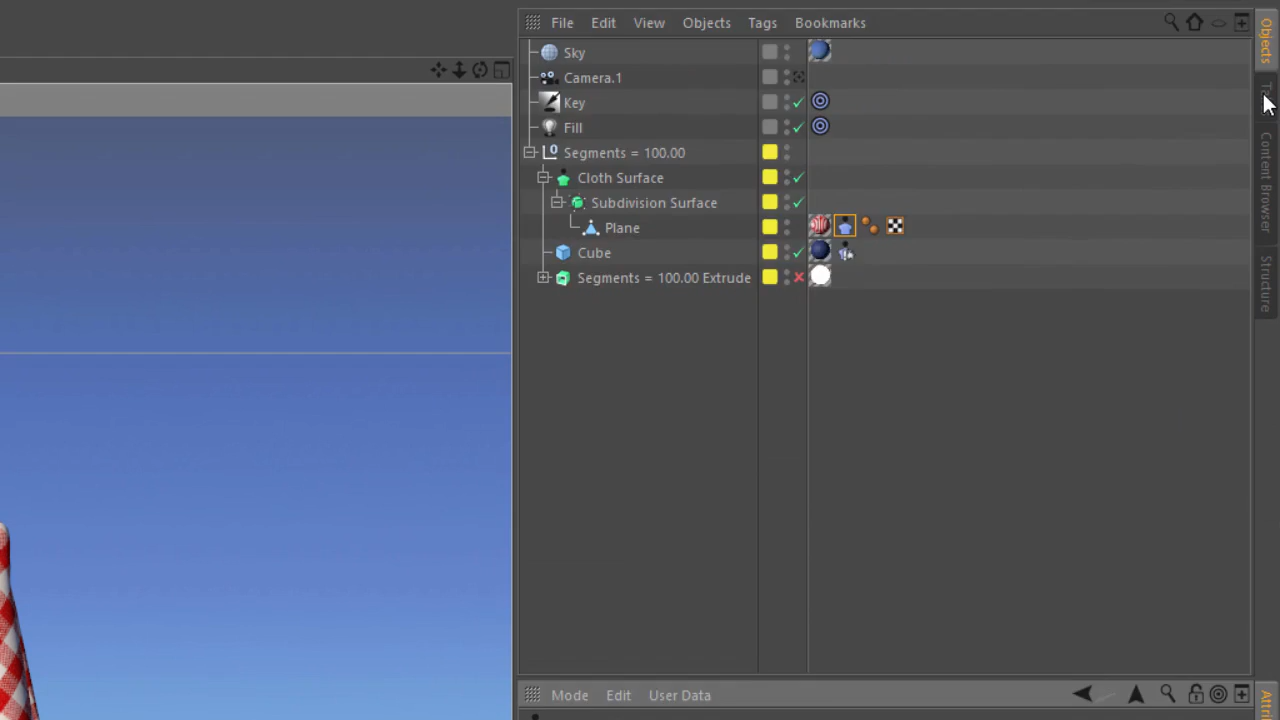 File Edit View Objects Tags Bookmarks
Objects
Sky
Camera.1
Key
Fill
Content Browser
Segments = 100.00
Cloth Surface
Subdivision Surface
Plane
Cube
Structure
Segments = 100.00 Extrude
Mode Edit User Data
Attri